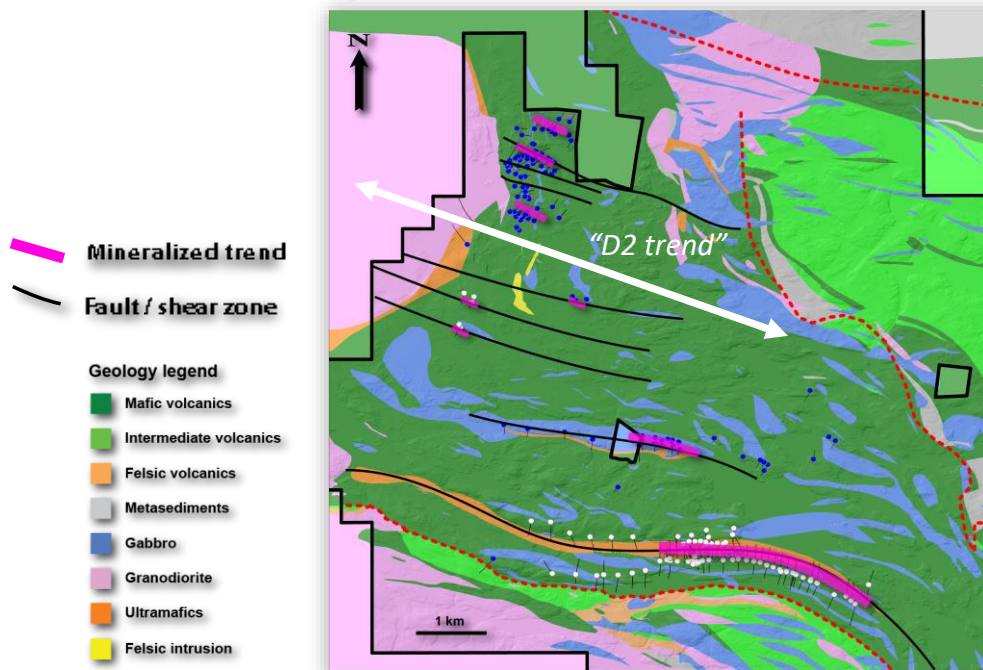 N
“D2 trend”
Mineralized trend
Fault / shear zone
Geology legend
Mafic volcanics
Intermediate volcanics
Felsic volcanics
Metasediments
Gabbro
Granodiorite
Ultramafics
Felsic intrusion
1 km